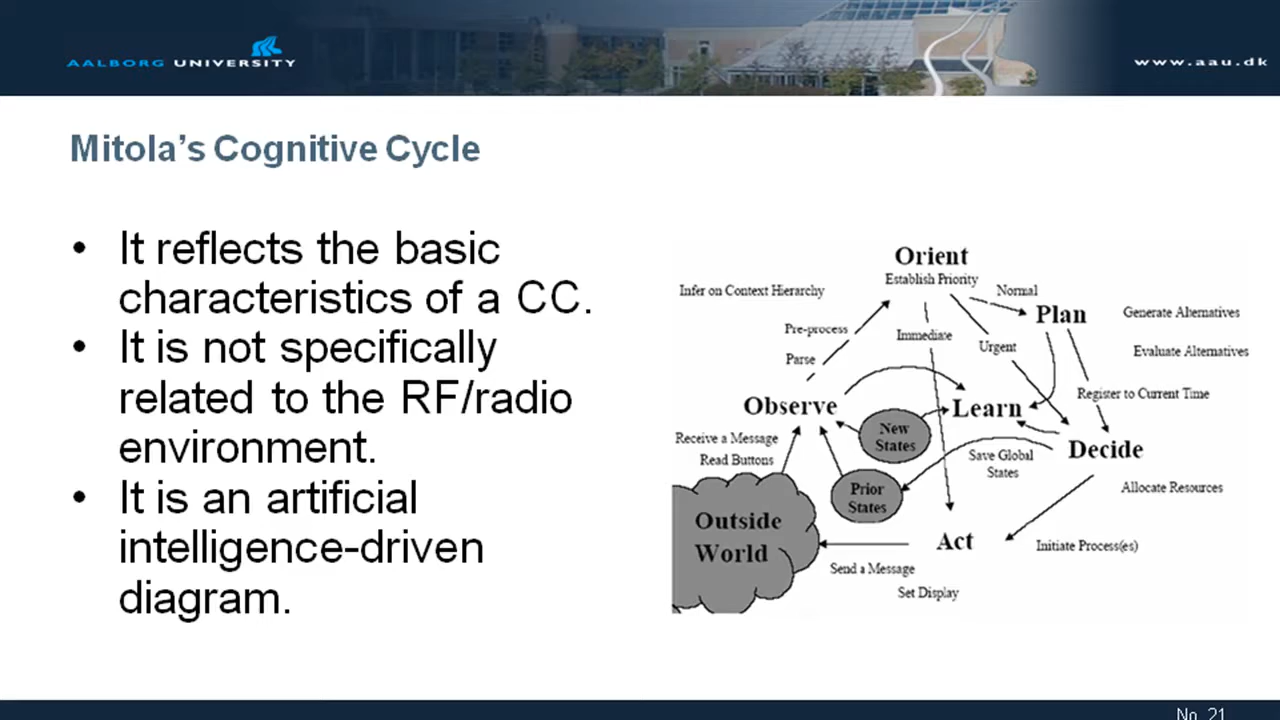 AALBORG UNIVERSITY
www.aau.dk
Mitola's Cognitive Cycle
• It reflects the basic
characteristics of a CC.
• It is not specifically
related to the RF/radio
environment.
• It is an artificial
intelligence-driven
diagram.
Orient
Establish Priority
Infer on Context Hierarchy
Normal
Plan
Generate Alternatives
Pre-process
Immediate
Urgent
Evaluate Alternatives
Parse
Register to Current Time
Observe
Learn
New
States
Receive a Message
Read Buttons
Save Global
States
Decide
Prior
States
Allocate Resources
Outside
World
Act
Initiate Process(es)
Send a Message
Set Display
No. 21